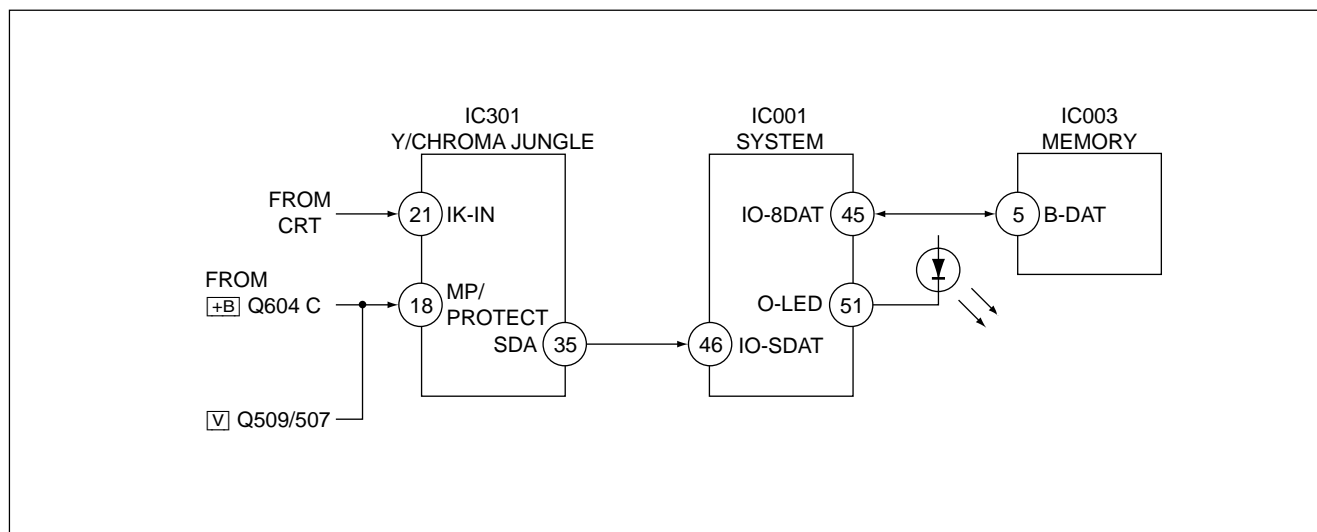 IC301
Y/CHROMA JUNGLE
IC001
SYSTEM
IC003
MEMORY
FROM
CRT
21
IK-IN
IO-8DAT
45
5
B-DAT
FROM
+B Q604 C
18
MP/
PROTECT
O-LED
51
SDA
35
46
IO-SDAT
V Q509/507